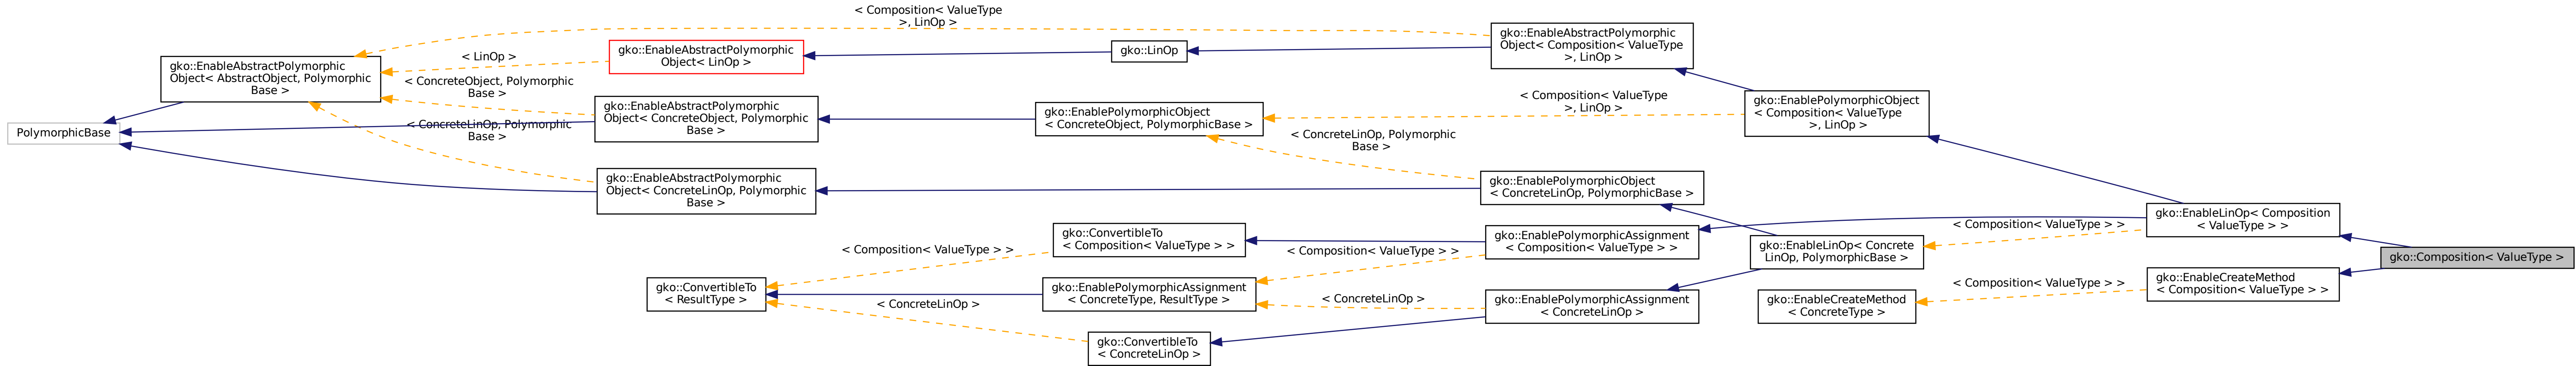 PolymorphicBase
gko::EnableAbstractPolymorphic
Object< AbstractObject, Polymorphic
Base >
< Composition< ValueType
>, LinOp >
< LinOp >
< ConcreteObject, Polymorphic
Base >
< ConcreteLinOp, Polymorphic
Base >
gko::EnableAbstractPolymorphic
Object< LinOp >
gko::EnableAbstractPolymorphic
Object< ConcreteObject, Polymorphic
Base >
gko::EnableAbstractPolymorphic
Object< ConcreteLinOp, Polymorphic
Base >
gko::ConvertibleTo
< ResultType >
< Composition< ValueType > >
< ConcreteLinOp >
gko::LinOp
gko::EnablePolymorphicObject
< ConcreteObject, PolymorphicBase >
gko::ConvertibleTo
< Composition< ValueType > >
gko::EnablePolymorphicAssignment
< ConcreteType, ResultType >
gko::ConvertibleTo
< ConcreteLinOp >
< Composition< ValueType
>, LinOp >
< ConcreteLinOp, Polymorphic
Base >
< Composition< ValueType > >
< ConcreteLinOp >
gko::EnableAbstractPolymorphic
Object< Composition< ValueType
>, LinOp >
gko::EnablePolymorphicObject
< ConcreteLinOp, PolymorphicBase >
gko::EnablePolymorphicAssignment
< Composition< ValueType > >
gko::EnablePolymorphicAssignment
< ConcreteLinOp >
gko::EnablePolymorphicObject
< Composition< ValueType
>, LinOp >
gko::EnableLinOp< Concrete
LinOp, PolymorphicBase >
gko::EnableCreateMethod
< ConcreteType >
< Composition< ValueType > >
< Composition< ValueType > >
gko::EnableLinOp< Composition
< ValueType > >
gko::EnableCreateMethod
< Composition< ValueType > >
gko::Composition< ValueType >